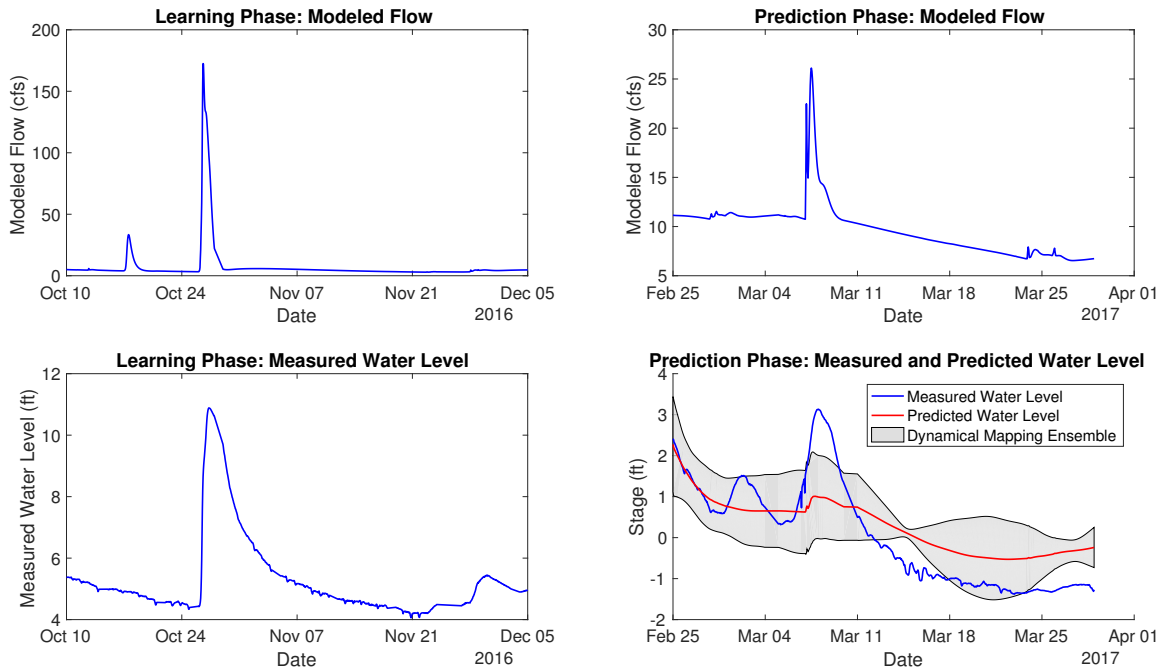 Learning Phase: Modeled Flow
200
150
100
50
0
Modeled Flow (cfs)
Oct 10 Oct 24 Nov 07 Nov 21 Dec 05
Date 2016
Prediction Phase: Modeled Flow
30
25
20
15
10
5
Modeled Flow (cfs)
Feb 25 Mar 04 Mar 11 Mar 18 Mar 25 Apr 01
Date 2017
Learning Phase: Measured Water Level
12
10
8
6
4
Measured Water Level (ft)
Oct 10 Oct 24 Nov 07 Nov 21 Dec 05
Date 2016
Prediction Phase: Measured and Predicted Water Level
4
3
2
1
0
-1
-2
Stage (ft)
Measured Water Level
Predicted Water Level
Dynamical Mapping Ensemble
Feb 25 Mar 04 Mar 11 Mar 18 Mar 25 Apr 01
Date 2017